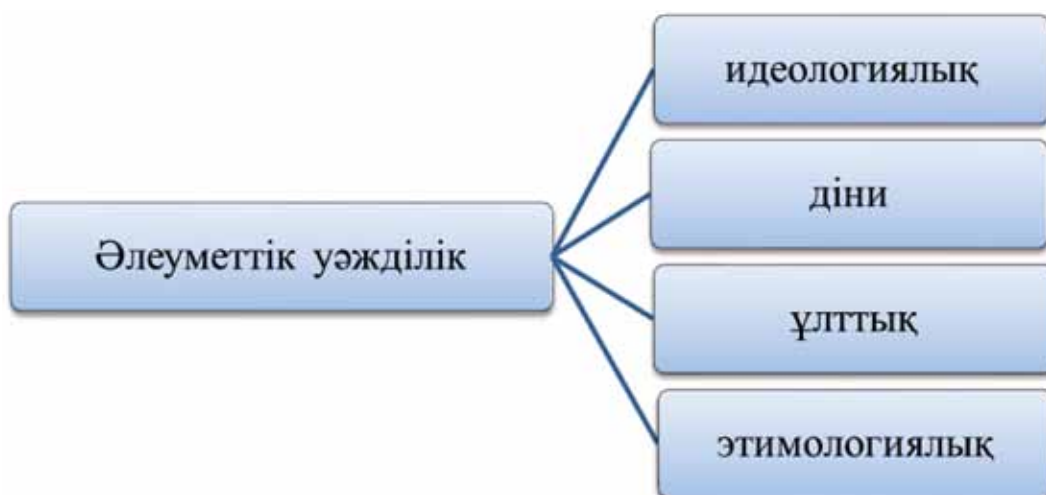 идеологиялық
діни
Әлеуметтік уәжділік
ұлттық
этимологиялық